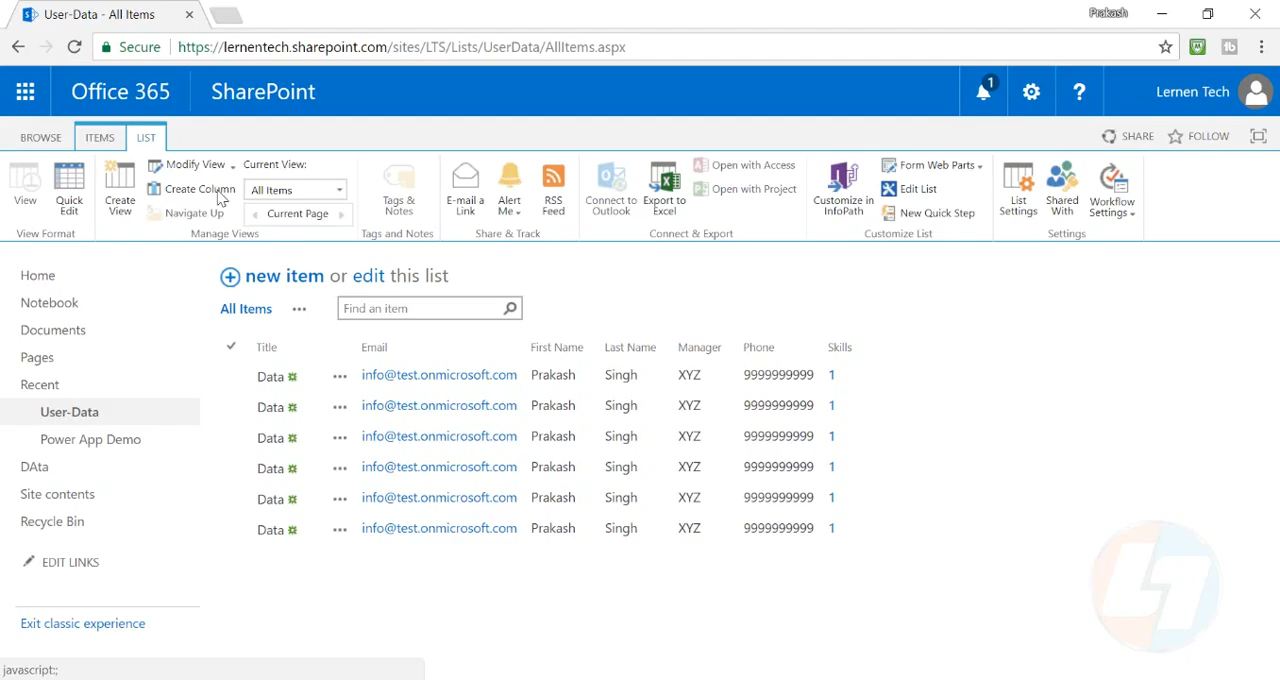 User-Data - All Items
Prakash
Secure https://lernentech.sharepoint.com/sites/LTS/Lists/UserData/AllItems.aspx
Office 365 SharePoint 1 ? Lernen Tech
BROWSE ITEMS LIST SHARE FOLLOW
View
Quick Edit
View Format
Create View
Modify View
Create Column
Navigate Up
Current View:
All Items
Current Page
Manage Views
Tags & Notes
Tags and Notes
E-mail a Link
Alert Me
RSS Feed
Share & Track
Connect to Outlook
Export to Excel
Open with Access
Open with Project
Connect & Export
Customize in InfoPath
Form Web Parts
Edit List
New Quick Step
Customize List
List Settings
Shared With
Workflow Settings
Settings
Home
Notebook
Documents
Pages
Recent
User-Data
Power App Demo
DAta
Site contents
Recycle Bin
EDIT LINKS
Exit classic experience
new item or edit this list
All Items ••• Find an item
Title Email First Name Last Name Manager Phone Skills
Data ••• info@test.onmicrosoft.com Prakash Singh XYZ 9999999999 1
Data ••• info@test.onmicrosoft.com Prakash Singh XYZ 9999999999 1
Data ••• info@test.onmicrosoft.com Prakash Singh XYZ 9999999999 1
Data ••• info@test.onmicrosoft.com Prakash Singh XYZ 9999999999 1
Data ••• info@test.onmicrosoft.com Prakash Singh XYZ 9999999999 1
Data ••• info@test.onmicrosoft.com Prakash Singh XYZ 9999999999 1
javascript:;